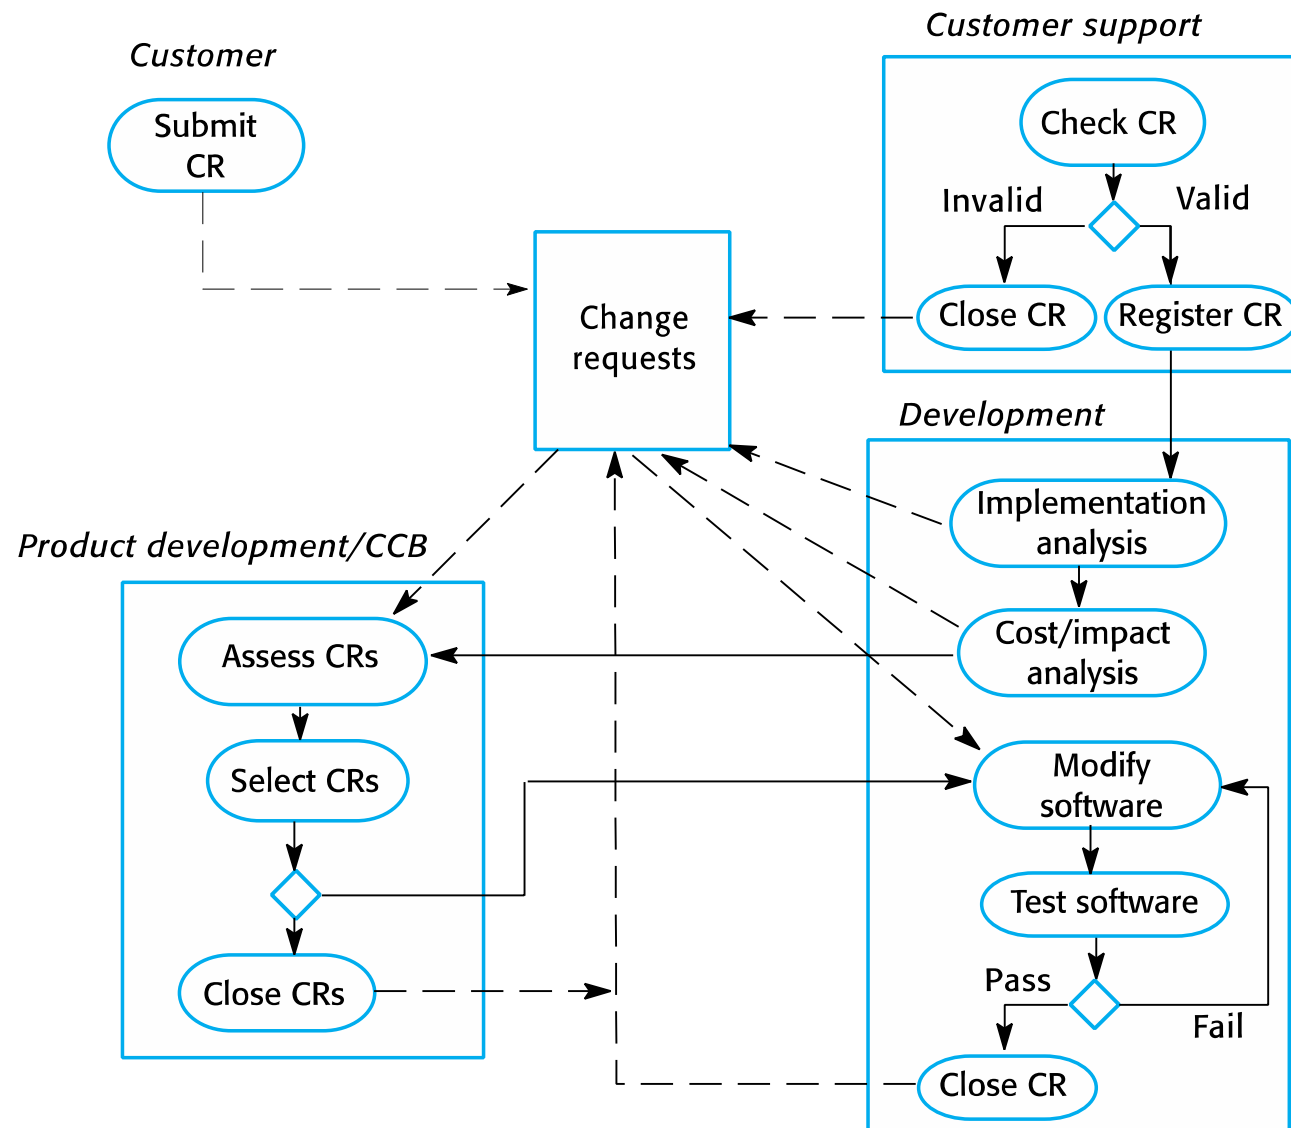 Customer support
Customer
Submit
CR
Check CR
Invalid
Valid
Change
requests
Close CR
Register CR
Development
Implementation
analysis
Product development/CCB
Cost/impact
analysis
Assess CRs
Select CRs
Modify
software
Test software
Close CRs
Pass
Fail
Close CR